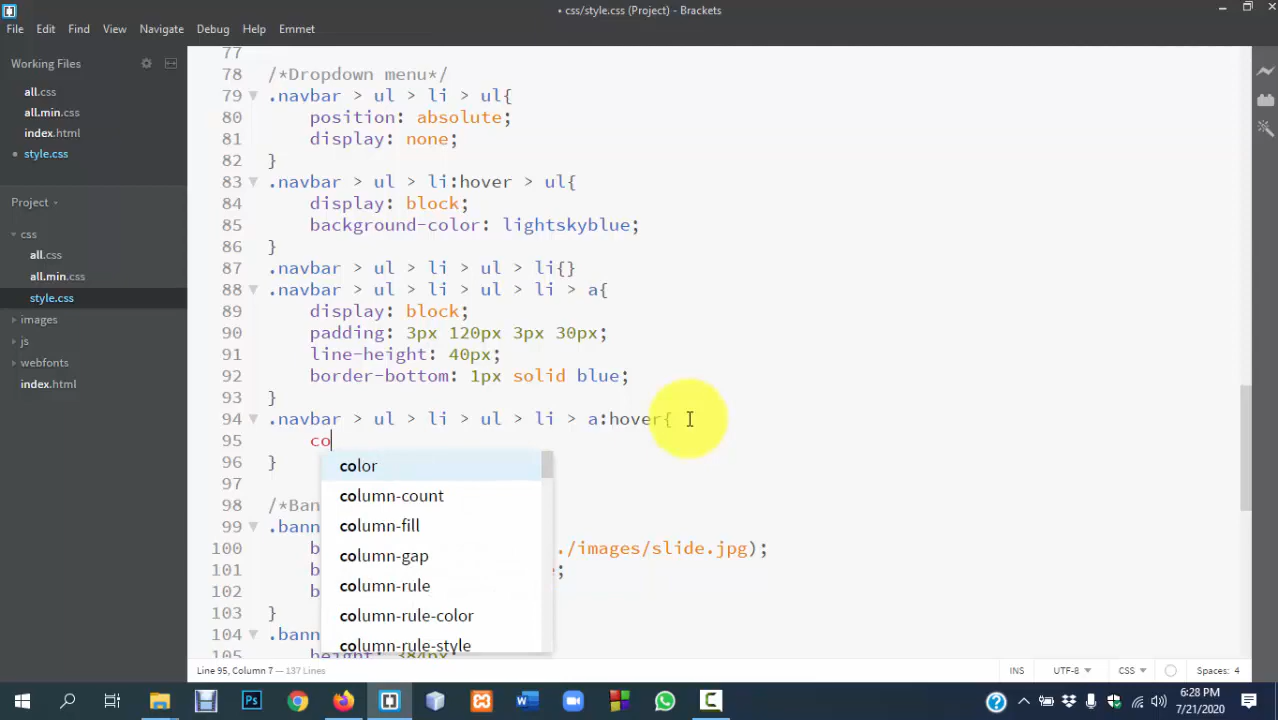 • css/style.css (Project) - Brackets
File Edit Find View Navigate Debug Help Emmet
Working Files
all.css
all.min.css
index.html
• style.css
Project
css
all.css
all.min.css
style.css
images
js
webfonts
index.html
77
78 /*Dropdown menu*/
79 .navbar > ul > li > ul{
80 position: absolute;
81 display: none;
82 }
83 .navbar > ul > li:hover > ul{
84 display: block;
85 background-color: lightskyblue;
86 }
87 .navbar > ul > li > ul > li{}
88 .navbar > ul > li > ul > li > a{
89 display: block;
90 padding: 3px 120px 3px 30px;
91 line-height: 40px;
92 border-bottom: 1px solid blue;
93 }
94 .navbar > ul > li > ul > li > a:hover{
95 co
96 }
97
98 /*Ban
99 .bann
100 b ./images/slide.jpg);
101 b ;
102 b
103 }
104 .bann
105 height: 384px
color
column-count
column-fill
column-gap
column-rule
column-rule-color
column-rule-style
Line 95, Column 7 — 137 Lines
INS UTF-8 CSS Spaces: 4
6:28 PM
7/21/2020